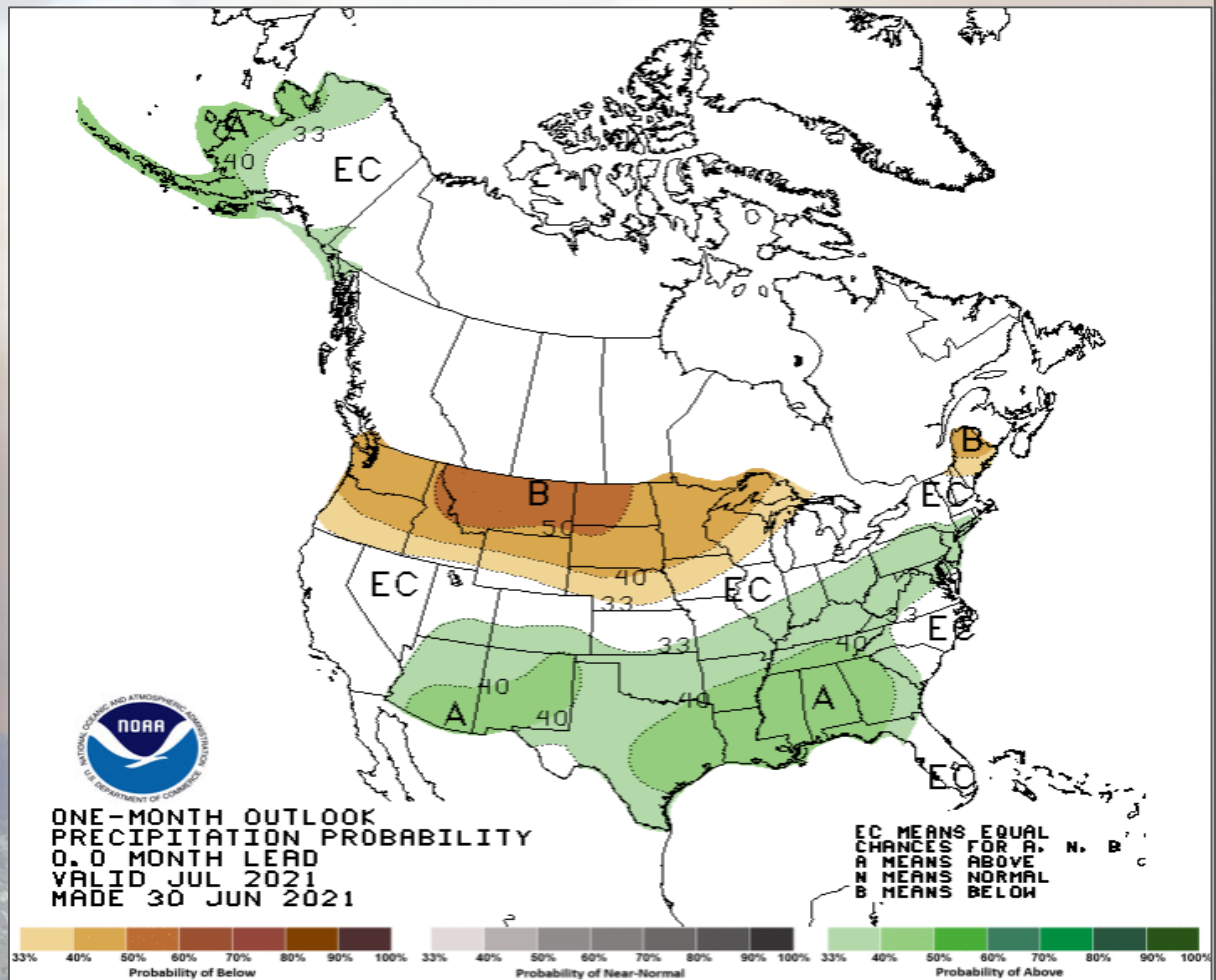 A
33
40
EC
B
B
50
EC
40
EC
33
EC
33
33
EC
40
40
40
40
A
A
EC
NATIONAL OCEANIC AND ATMOSPHERIC ADMINISTRATION
NOAA
U.S. DEPARTMENT OF COMMERCE
ONE-MONTH OUTLOOK
PRECIPITATION PROBABILITY
0.0 MONTH LEAD
VALID JUL 2021
MADE 30 JUN 2021
EC MEANS EQUAL
CHANCES FOR A, N, B
A MEANS ABOVE
N MEANS NORMAL
B MEANS BELOW
33% 40% 50% 60% 70% 80% 90% 100%
Probability of Below
33% 40% 50% 60% 70% 80% 90% 100%
Probability of Near-Normal
33% 40% 50% 60% 70% 80% 90% 100%
Probability of Above